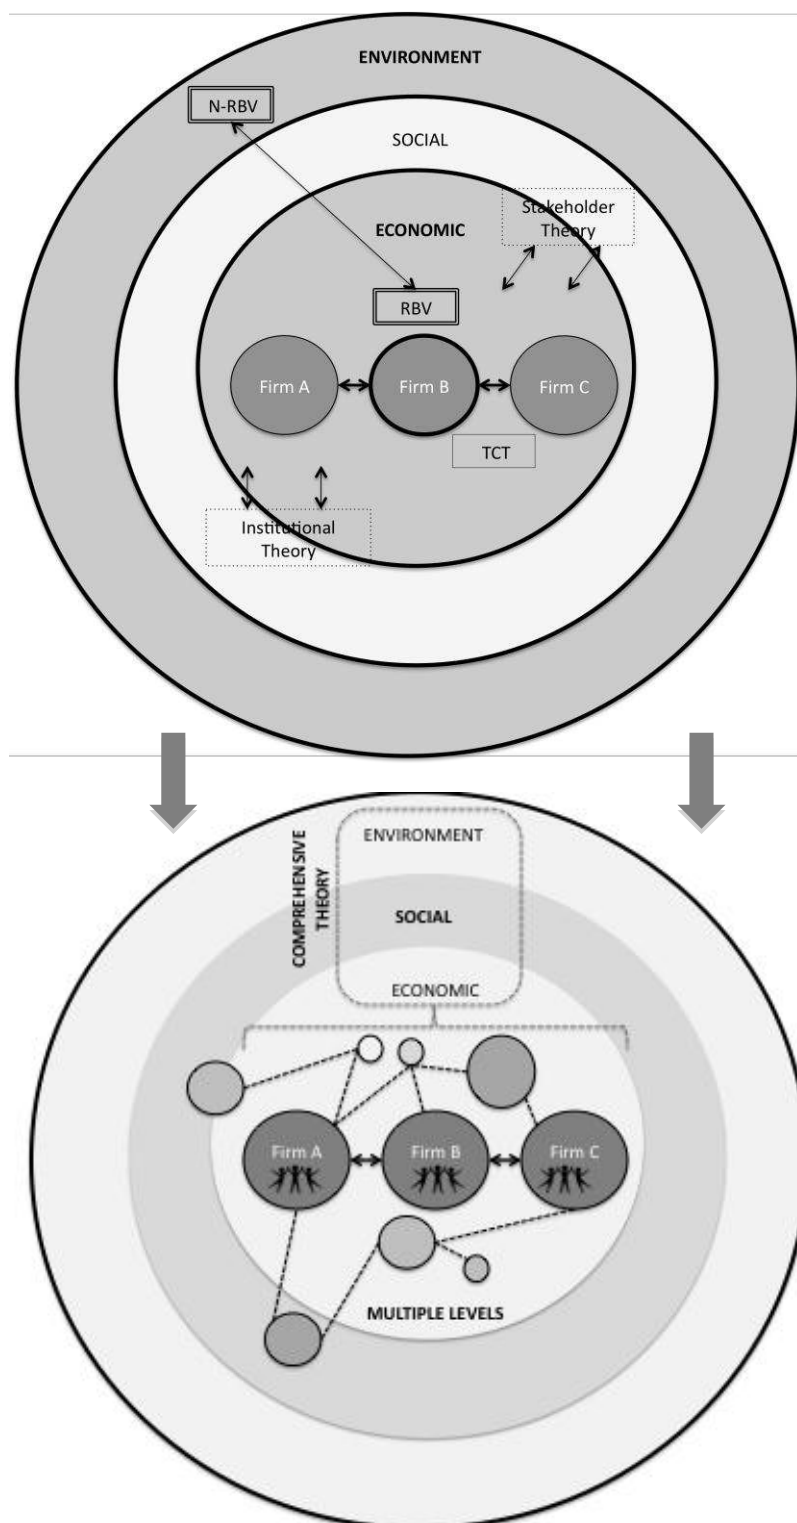 ENVIRONMENT
N-RBV
SOCIAL
Stakeholder
Theory
ECONOMIC
RBV
Firm A
Firm B
Firm C
TCT
Institutional
Theory
COMPREHENSIVE
THEORY
ENVIRONMENT
SOCIAL
ECONOMIC
Firm A
Firm B
Firm C
MULTIPLE LEVELS